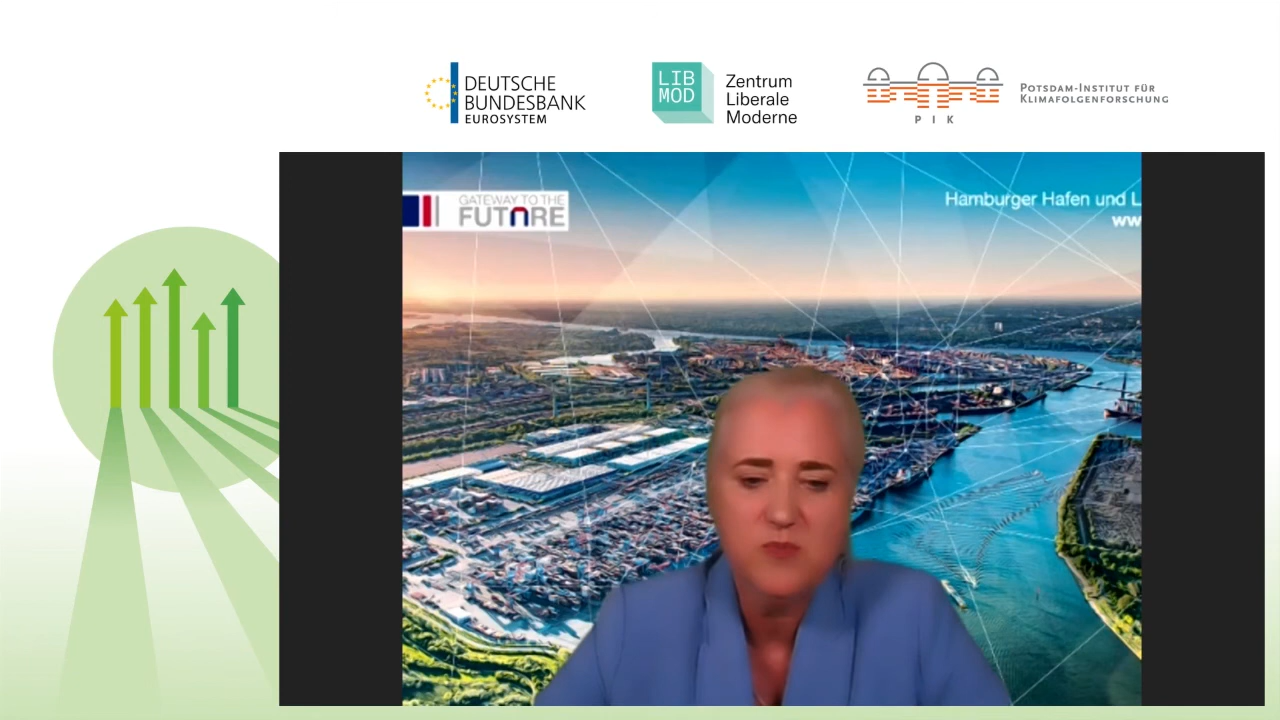 DEUTSCHE
BUNDESBANK
EUROSYSTEM
LIB
MOD
Zentrum
Liberale
Moderne
POTSDAM-INSTITUT FÜR
KLIMAFOLGENFORSCHUNG
P I K
GATEWAY TO THE
FUTURE
Hamburger Hafen und L
ww